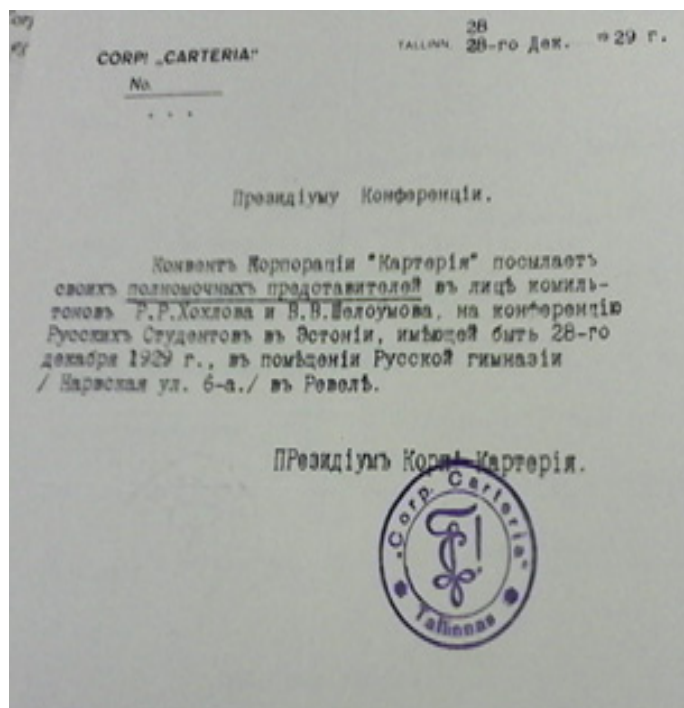 CORP! „CARTERIA"
No.
TALLINN. 28
28-го Дек. 1929 г.
Президіуму Конференціи.
Конвентъ Корпораціи "Картерія" посылаетъ
своихъ полномочныхъ представителей въ лицѣ комиль-
тоновъ Р.Р.Хохлова и В.В.Шелоумова, на конференцію
Русскихъ Студентовъ въ Эстоніи, имѣющей быть 28-го
декабря 1929 г., въ помѣщеніи Русской гимназіи
/ Нарвская ул. 6-а./ въ Ревелѣ.
ПРезидіумъ Корп! Картерія.
„Corp. Carteria"
Tallinnas